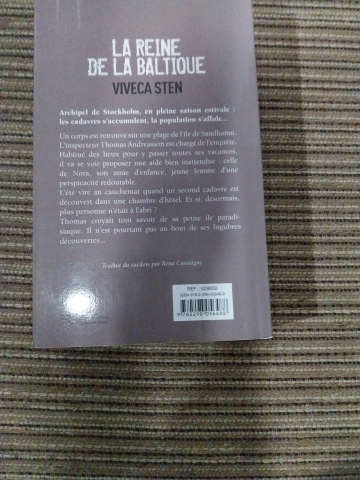 LA REINE
DE LA BALTIQUE
VIVECA STEN
Archipel de Stockholm, en pleine saison estivale :
les cadavres s'accumulent, la population s'affole...
Un corps est retrouvé sur une plage de l'île de Sandhamn.
L'inspecteur Thomas Andreasson est chargé de l'enquête.
Habitué des lieux pour y passer toutes ses vacances,
il va se voir proposer une aide bien inattendue : celle
de Nora, son amie d'enfance, jeune femme d'une
perspicacité redoutable.
L'été vire au cauchemar quand un second cadavre est
découvert dans une chambre d'hôtel. Et si, désormais,
plus personne n'était à l'abri ?
Thomas croyait tout savoir de sa petite île paradi-
siaque. Il n'est pourtant pas au bout de ses lugubres
découvertes...
Traduit du suédois par Rémi Cassaigne
RÉF. :
ISBN